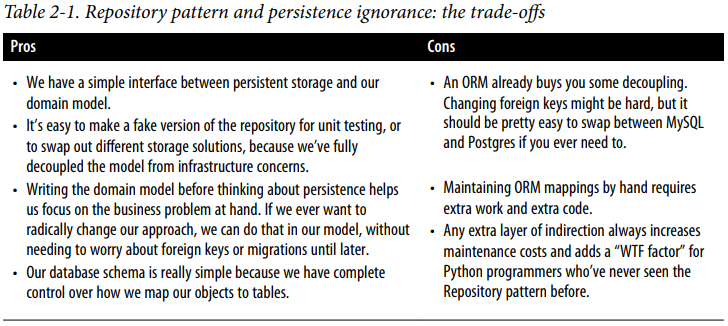 Table 2-1. Repository pattern and persistence ignorance: the trade-offs
Pros
• We have a simple interface between persistent storage and our
domain model.
• It’s easy to make a fake version of the repository for unit testing, or
to swap out different storage solutions, because we’ve fully
decoupled the model from infrastructure concerns.
• Writing the domain model before thinking about persistence helps
us focus on the business problem at hand. If we ever want to
radically change our approach, we can do that in our model, without
needing to worry about foreign keys or migrations until later.
• Our database schema is really simple because we have complete
control over how we map our objects to tables.
Cons
• An ORM already buys you some decoupling.
Changing foreign keys might be hard, but it
should be pretty easy to swap between MySQL
and Postgres if you ever need to.
• Maintaining ORM mappings by hand requires
extra work and extra code.
• Any extra layer of indirection always increases
maintenance costs and adds a “WTF factor” for
Python programmers who’ve never seen the
Repository pattern before.